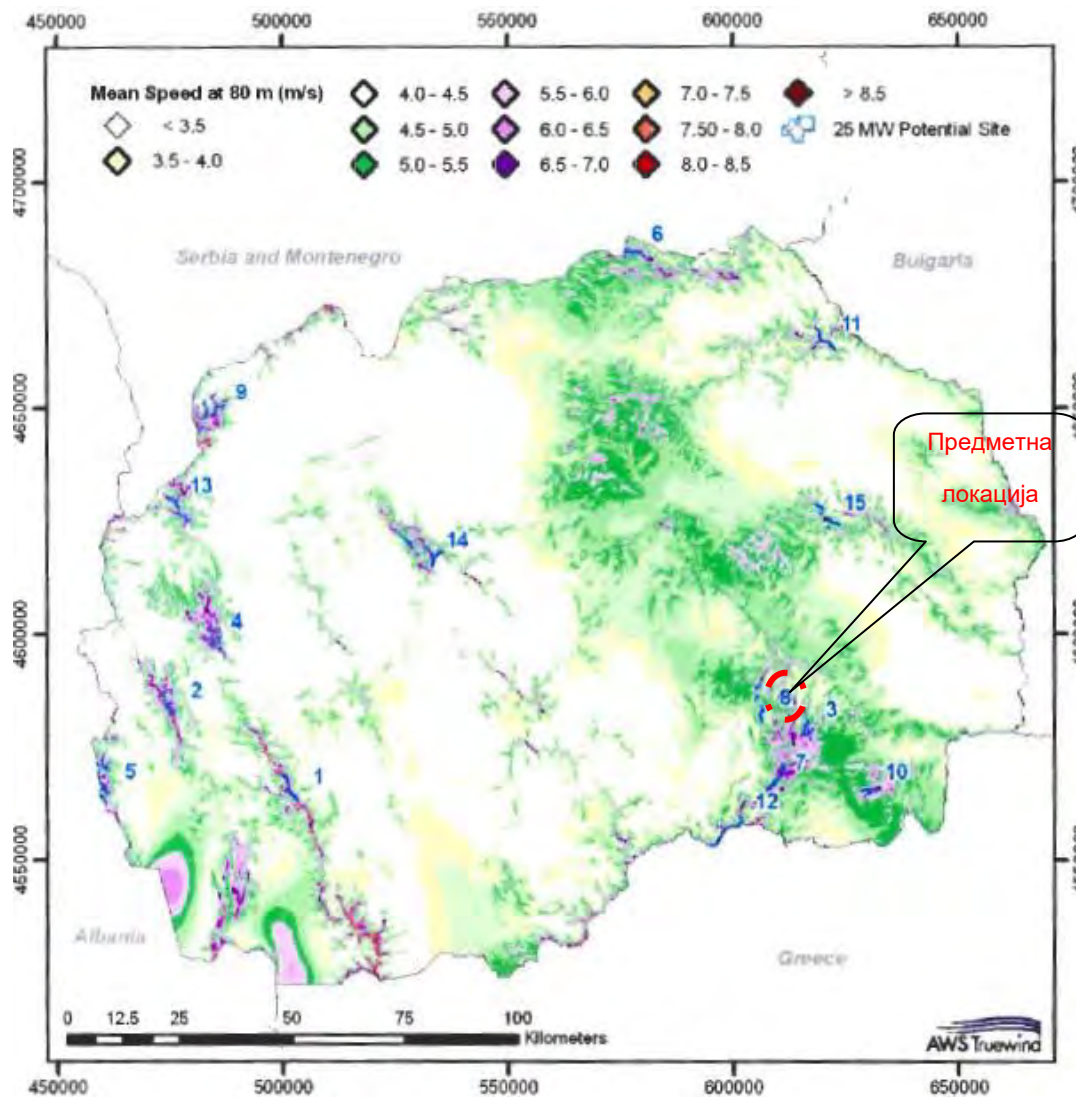 450000 500000 550000 600000 650000
Mean Speed at 80 m (m/s)
< 3.5
3.5 - 4.0
4.0 - 4.5
4.5 - 5.0
5.0 - 5.5
5.5 - 6.0
6.0 - 6.5
6.5 - 7.0
7.0 - 7.5
7.50 - 8.0
8.0 - 8.5
> 8.5
25 MW Potential Site
4700000
4650000
4600000
4550000
4700000
Serbia and Montenegro
Bulgaria
6
11
9
Предметна
локација
13
15
14
4
2
8
3
5
1
7
10
12
Albania
Greece
0 12.5 25 50 75 100
Kilometers
AWS Truewind
450000 500000 550000 600000 650000